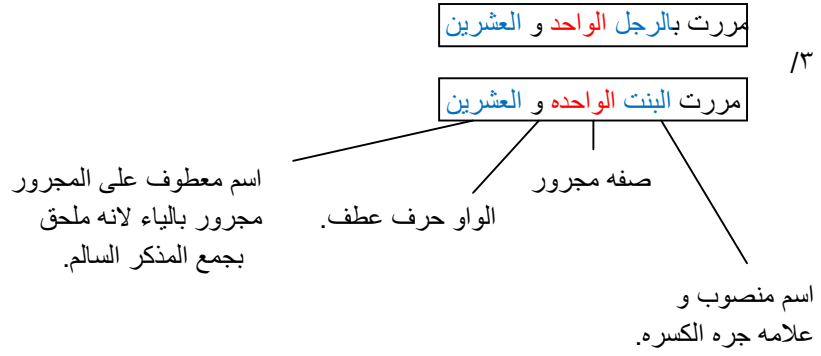 مررت بالرجل الواحد و العشرين
٣/
مررت البنت الواحده و العشرين
صفه مجرور
اسم معطوف على المجرور
مجرور بالياء لانه ملحق
بجمع المذكر السالم.
الواو حرف عطف.
اسم منصوب و
علامه جره الكسره.